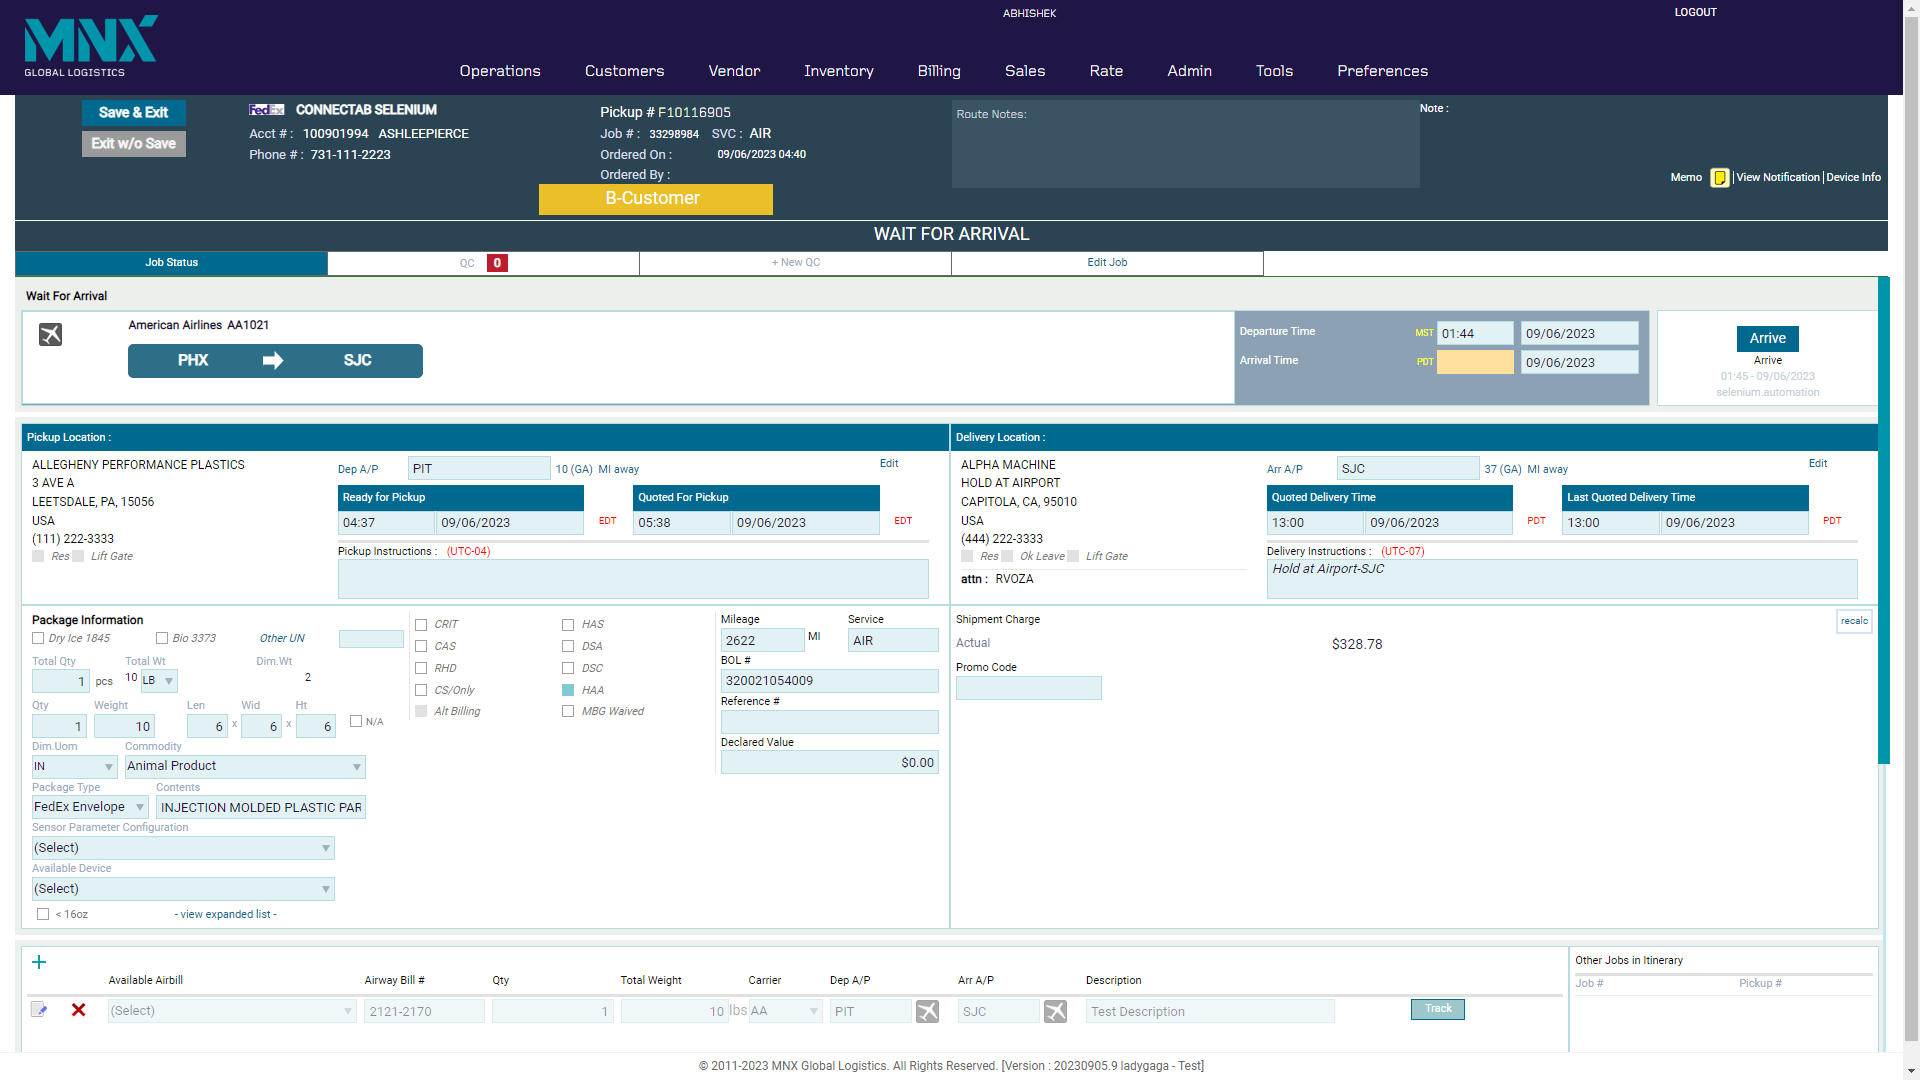 MNX
GLOBAL LOGISTICS
ABHISHEK
LOGOUT
Operations Customers Vendor Inventory Billing Sales Rate Admin Tools Preferences
Save & Exit
Exit w/o Save
FedEx CONNECTAB SELENIUM
Acct # : 100901994 ASHLEEPIERCE
Phone # : 731-111-2223
Pickup # F10116905
Job # : 33298984 SVC : AIR
Ordered On : 09/06/2023 04:40
Ordered By :
B-Customer
Route Notes:
Note :
Memo | View Notification | Device Info
WAIT FOR ARRIVAL
Job Status QC 0 + New QC Edit Job
Wait For Arrival
American Airlines AA1021
PHX SJC
Departure Time MST 01:44 09/06/2023
Arrival Time PDT 09/06/2023
Arrive
Arrive
01:45 - 09/06/2023
selenium.automation
Pickup Location :
ALLEGHENY PERFORMANCE PLASTICS
3 AVE A
LEETSDALE, PA, 15056
USA
(111) 222-3333
Res Lift Gate
Dep A/P PIT 10 (GA) MI away Edit
Ready for Pickup Quoted For Pickup
04:37 09/06/2023 EDT 05:38 09/06/2023 EDT
Pickup Instructions : (UTC-04)
Delivery Location :
ALPHA MACHINE
HOLD AT AIRPORT
CAPITOLA, CA, 95010
USA
(444) 222-3333
Res Ok Leave Lift Gate
attn : RVOZA
Arr A/P SJC 37 (GA) MI away Edit
Quoted Delivery Time Last Quoted Delivery Time
13:00 09/06/2023 PDT 13:00 09/06/2023 PDT
Delivery Instructions : (UTC-07)
Hold at Airport-SJC
Package Information
Dry Ice 1845 Bio 3373 Other UN
Total Qty Total Wt Dim.Wt
1 pcs 10 LB 2
Qty Weight Len Wid Ht
1 10 6 x 6 x 6 N/A
Dim.Uom Commodity
IN Animal Product
Package Type Contents
FedEx Envelope INJECTION MOLDED PLASTIC PAR
Sensor Parameter Configuration
(Select)
Available Device
(Select)
< 16oz - view expanded list -
CRIT HAS
CAS DSA
RHD DSC
CS/Only HAA
Alt Billing MBG Waived
Mileage Service
2622 MI AIR
BOL #
320021054009
Reference #
Declared Value
$0.00
Shipment Charge recalc
Actual $328.78
Promo Code
Available Airbill Airway Bill # Qty Total Weight Carrier Dep A/P Arr A/P Description
(Select) 2121-2170 1 10 lbs AA PIT SJC Test Description Track
Other Jobs in Itinerary
Job # Pickup #
© 2011-2023 MNX Global Logistics. All Rights Reserved. [Version : 20230905.9 ladygaga - Test]